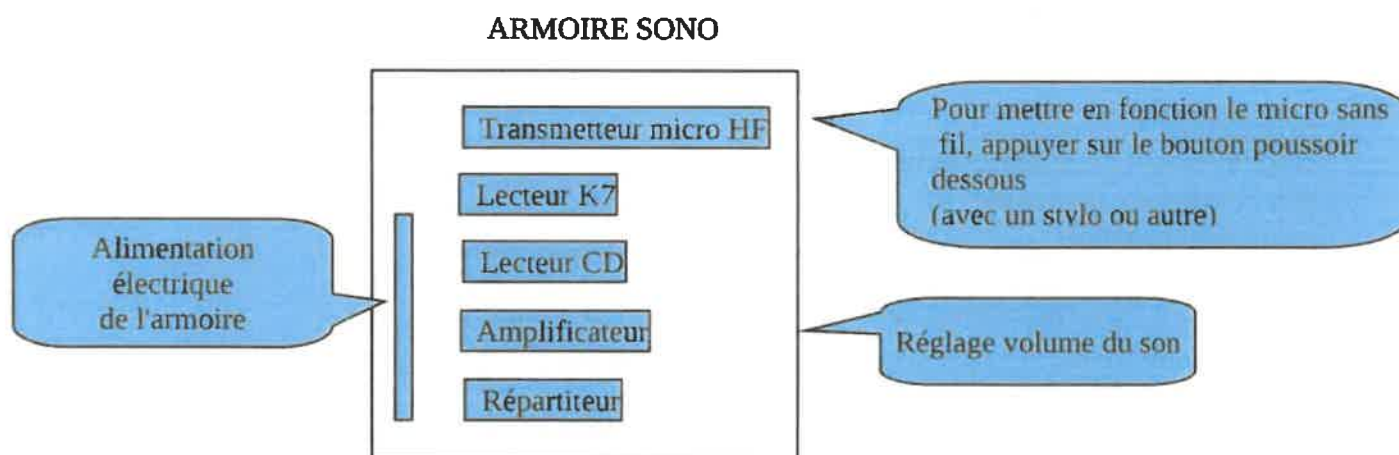 ARMOIRE SONO
Transmetteur micro HF
Lecteur K7
Lecteur CD
Amplificateur
Répartiteur
Alimentation
électrique
de l'armoire
Pour mettre en fonction le micro sans
fil, appuyer sur le bouton poussoir
dessous
(avec un stylo ou autre)
Réglage volume du son